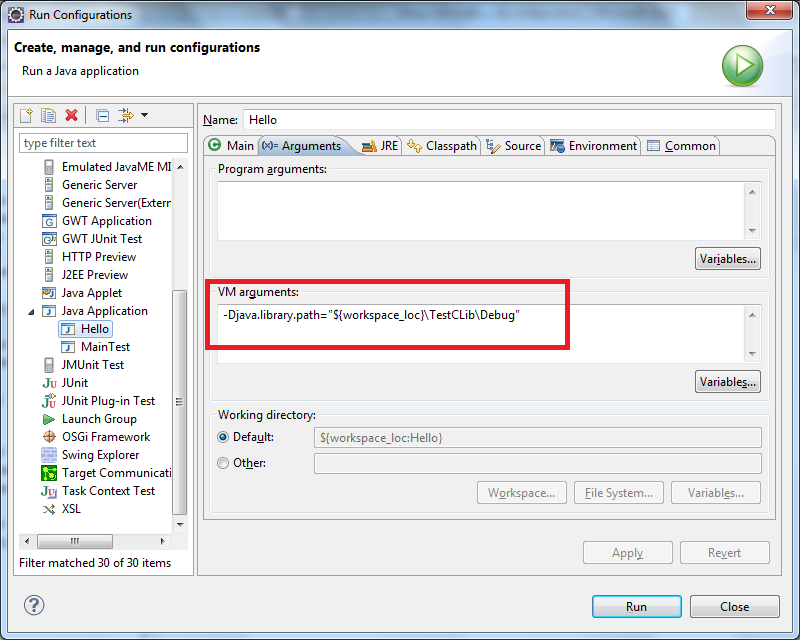 Run Configurations
Create, manage, and run configurations
Run a Java application
type filter text
Emulated JavaME MI
Generic Server
Generic Server(Extern
GWT Application
GWT JUnit Test
HTTP Preview
J2EE Preview
Java Applet
Java Application
Hello
MainTest
JMUnit Test
JUnit
JUnit Plug-in Test
Launch Group
OSGi Framework
Swing Explorer
Target Communicati
Task Context Test
XSL
Filter matched 30 of 30 items
Name: Hello
Main (x)= Arguments JRE Classpath Source Environment Common
Program arguments:
Variables...
VM arguments:
-Djava.library.path="${workspace_loc}\TestCLib\Debug"
Variables...
Working directory:
Default: ${workspace_loc:Hello}
Other:
Workspace... File System... Variables...
Apply Revert
? Run Close